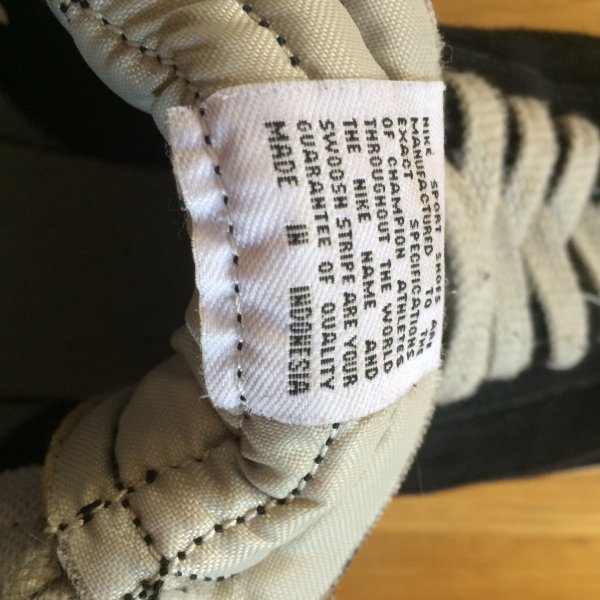 NIKE SPORT SHOES ARE
MANUFACTURED TO THE
EXACT SPECIFICATIONS
OF CHAMPION ATHLETES
THROUGHOUT THE WORLD
THE NIKE NAME AND
SWOOSH STRIPE ARE YOUR
GUARANTEE OF QUALITY
MADE IN INDONESIA